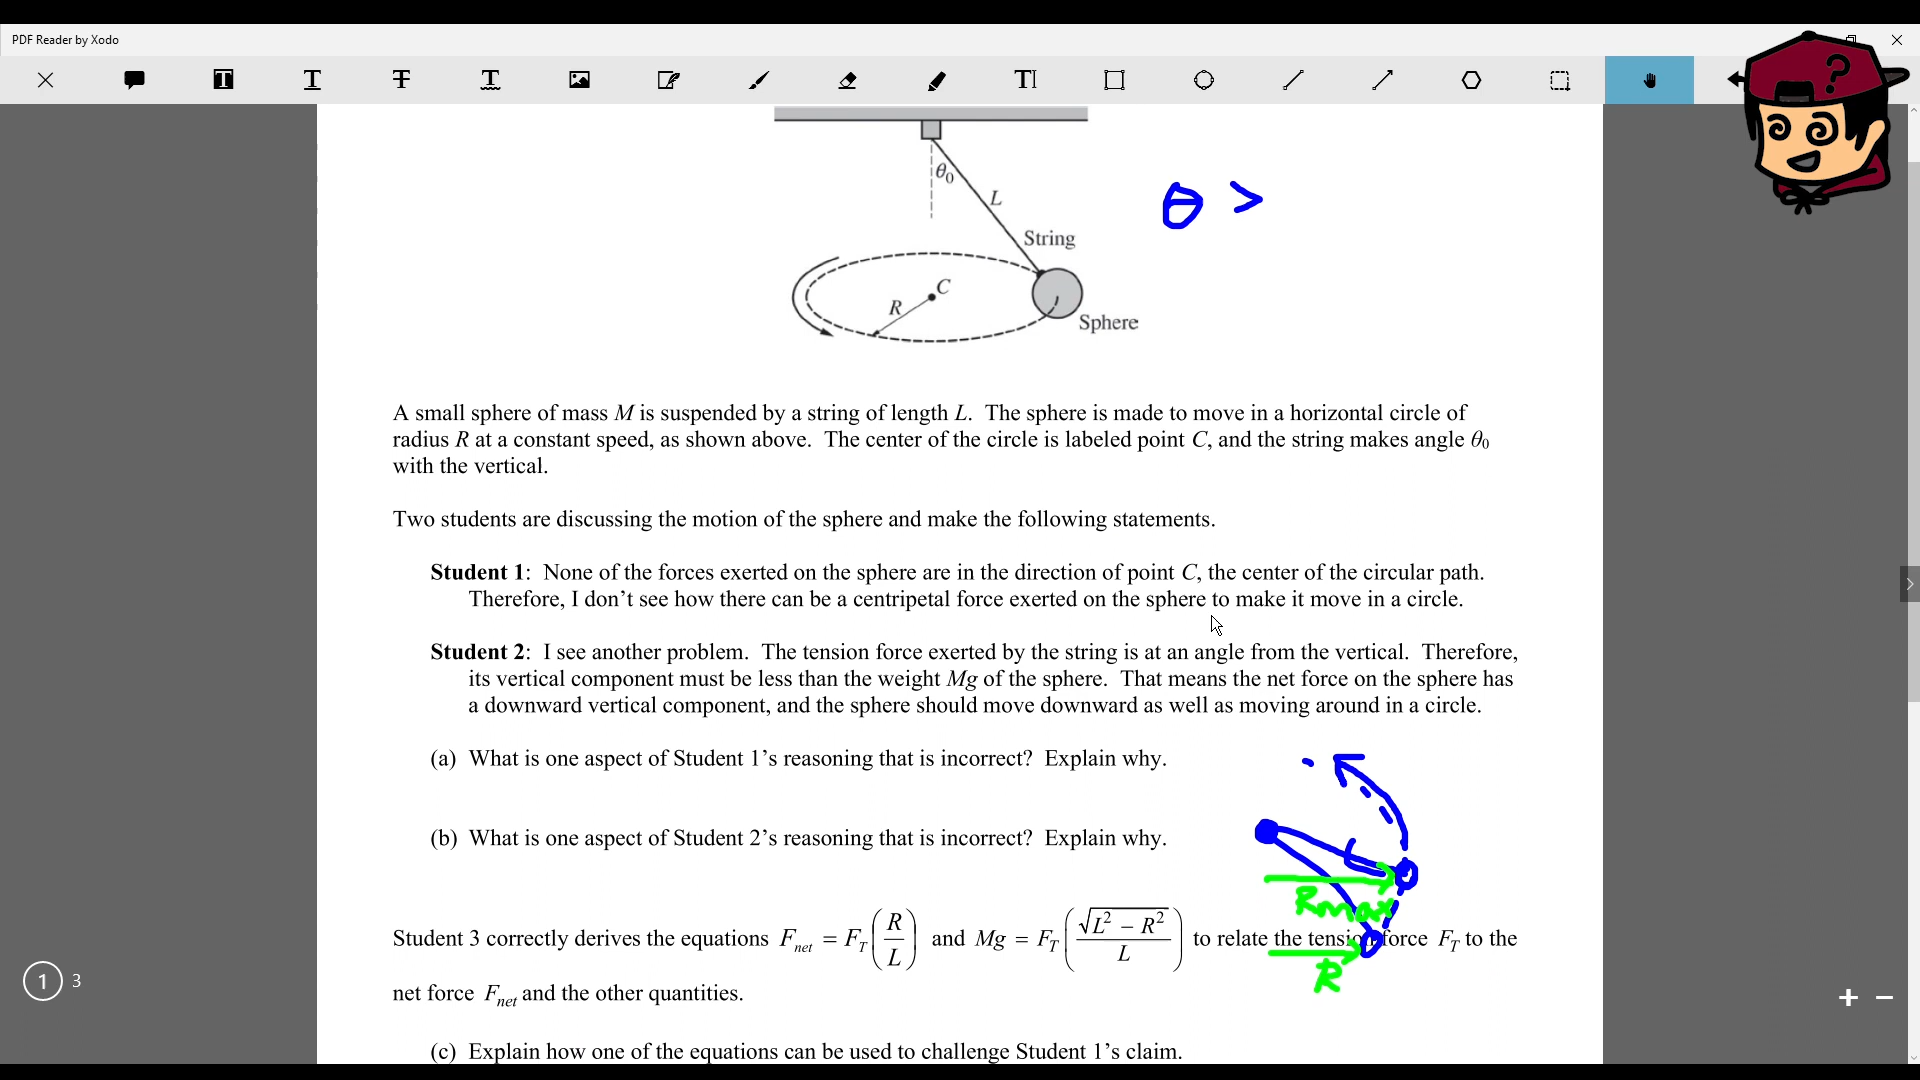 PDF Reader by Xodo
T T T T TI
?
θ0
L
θ >
String
C
R
Sphere
A small sphere of mass M is suspended by a string of length L. The sphere is made to move in a horizontal circle of
radius R at a constant speed, as shown above. The center of the circle is labeled point C, and the string makes angle θ0
with the vertical.
Two students are discussing the motion of the sphere and make the following statements.
Student 1: None of the forces exerted on the sphere are in the direction of point C, the center of the circular path.
Therefore, I don't see how there can be a centripetal force exerted on the sphere to make it move in a circle.
Student 2: I see another problem. The tension force exerted by the string is at an angle from the vertical. Therefore,
its vertical component must be less than the weight Mg of the sphere. That means the net force on the sphere has
a downward vertical component, and the sphere should move downward as well as moving around in a circle.
(a) What is one aspect of Student 1's reasoning that is incorrect? Explain why.
(b) What is one aspect of Student 2's reasoning that is incorrect? Explain why.
Rmax
Student 3 correctly derives the equations Fnet = FT(R/L) and Mg = FT(√(L² − R²)/L) to relate the tension force FT to the
R
net force Fnet and the other quantities.
1 3
(c) Explain how one of the equations can be used to challenge Student 1's claim.